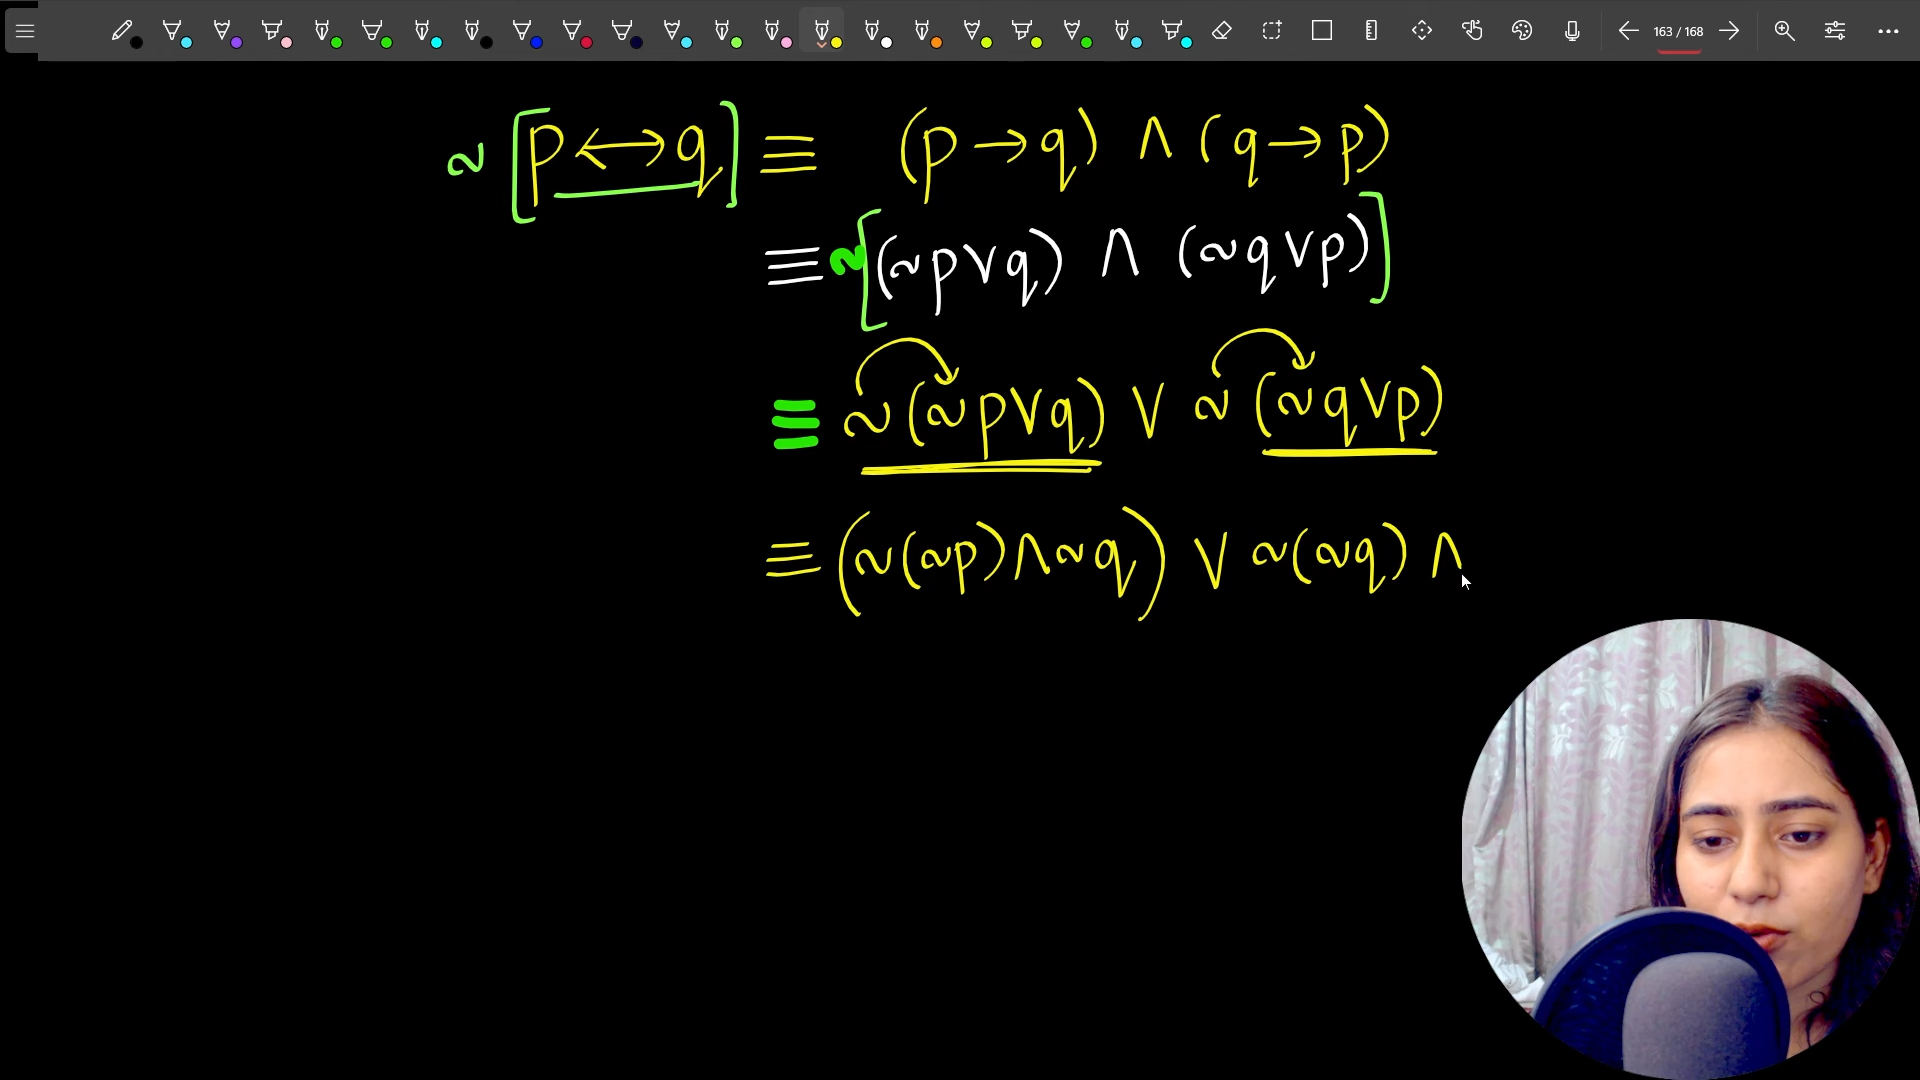 163 / 168
~ [p ↔ q] ≡ (p → q) ∧ (q → p)
≡ ~[(~p ∨ q) ∧ (~q ∨ p)]
≡ ~(~p ∨ q) ∨ ~(~q ∨ p)
≡ (~(~p) ∧ ~q) ∨ ~(~q) ∧